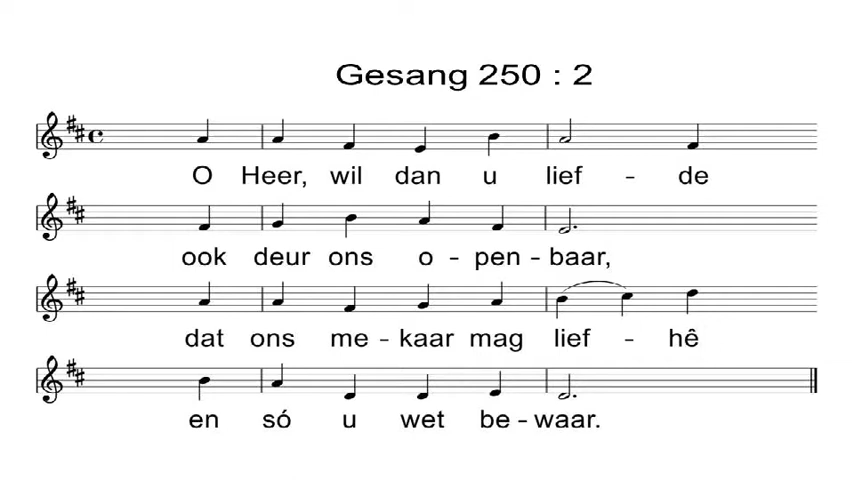 Gesang 250 : 2
O Heer, wil dan u lief - de
ook deur ons o - pen - baar,
dat ons me - kaar mag lief - hê
en só u wet be - waar.